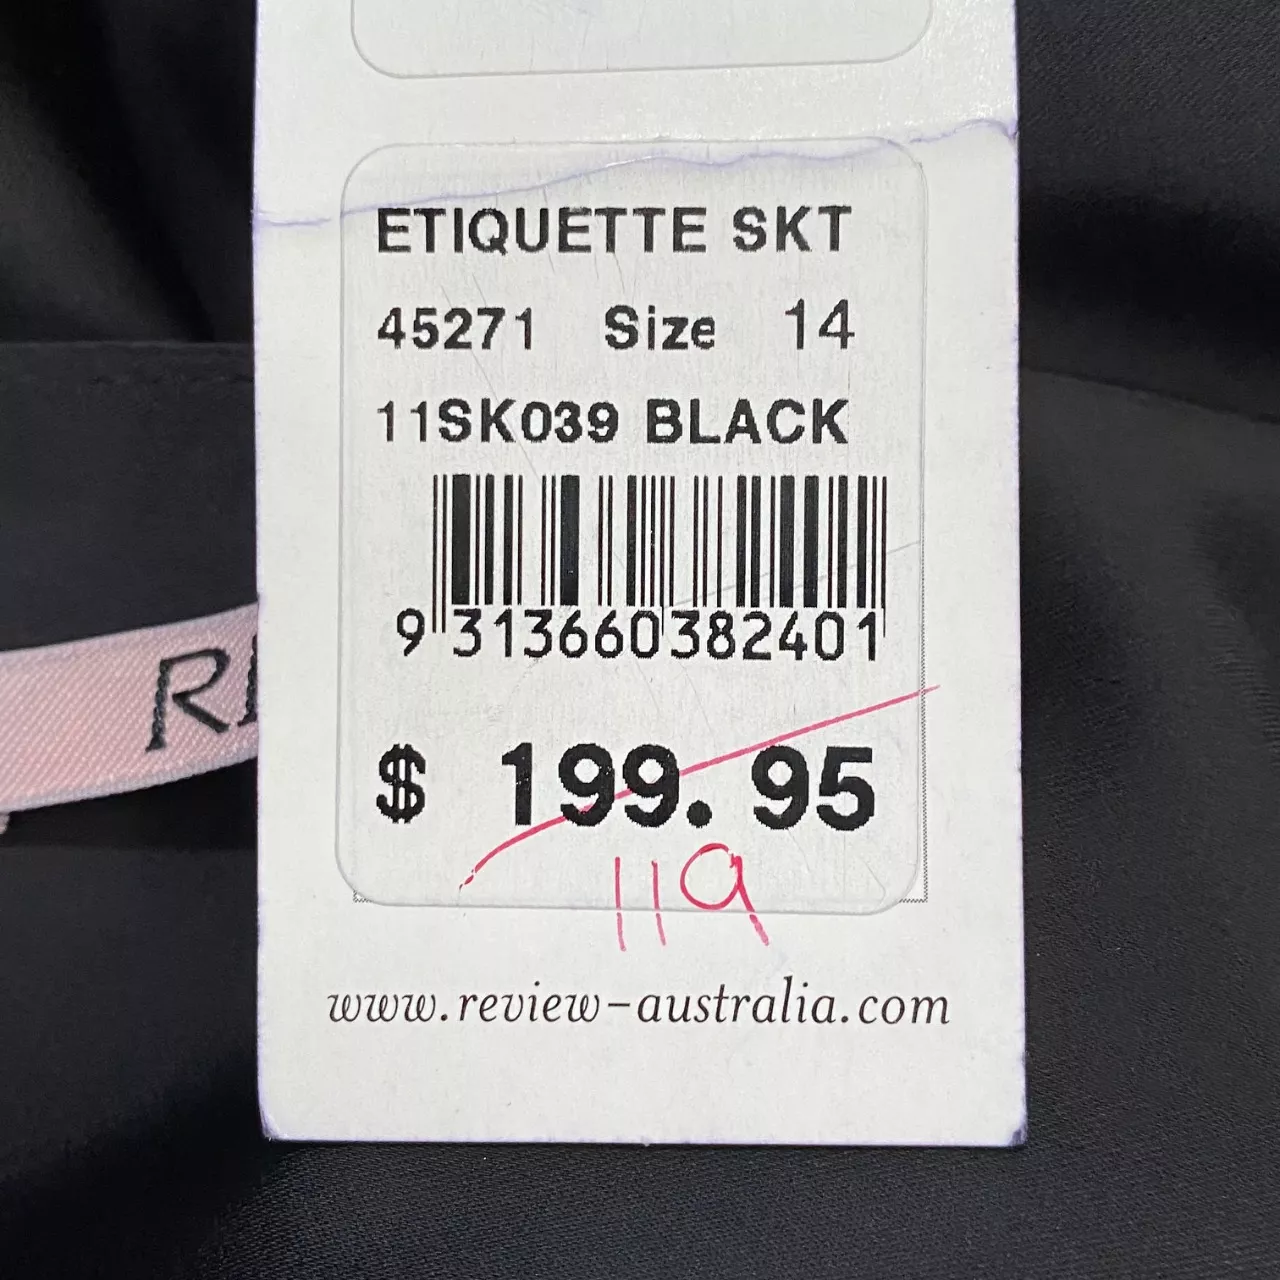 ETIQUETTE SKT
45271 Size 14
11SK039 BLACK
9 313660 382401
$ 199.95
119
www.review-australia.com